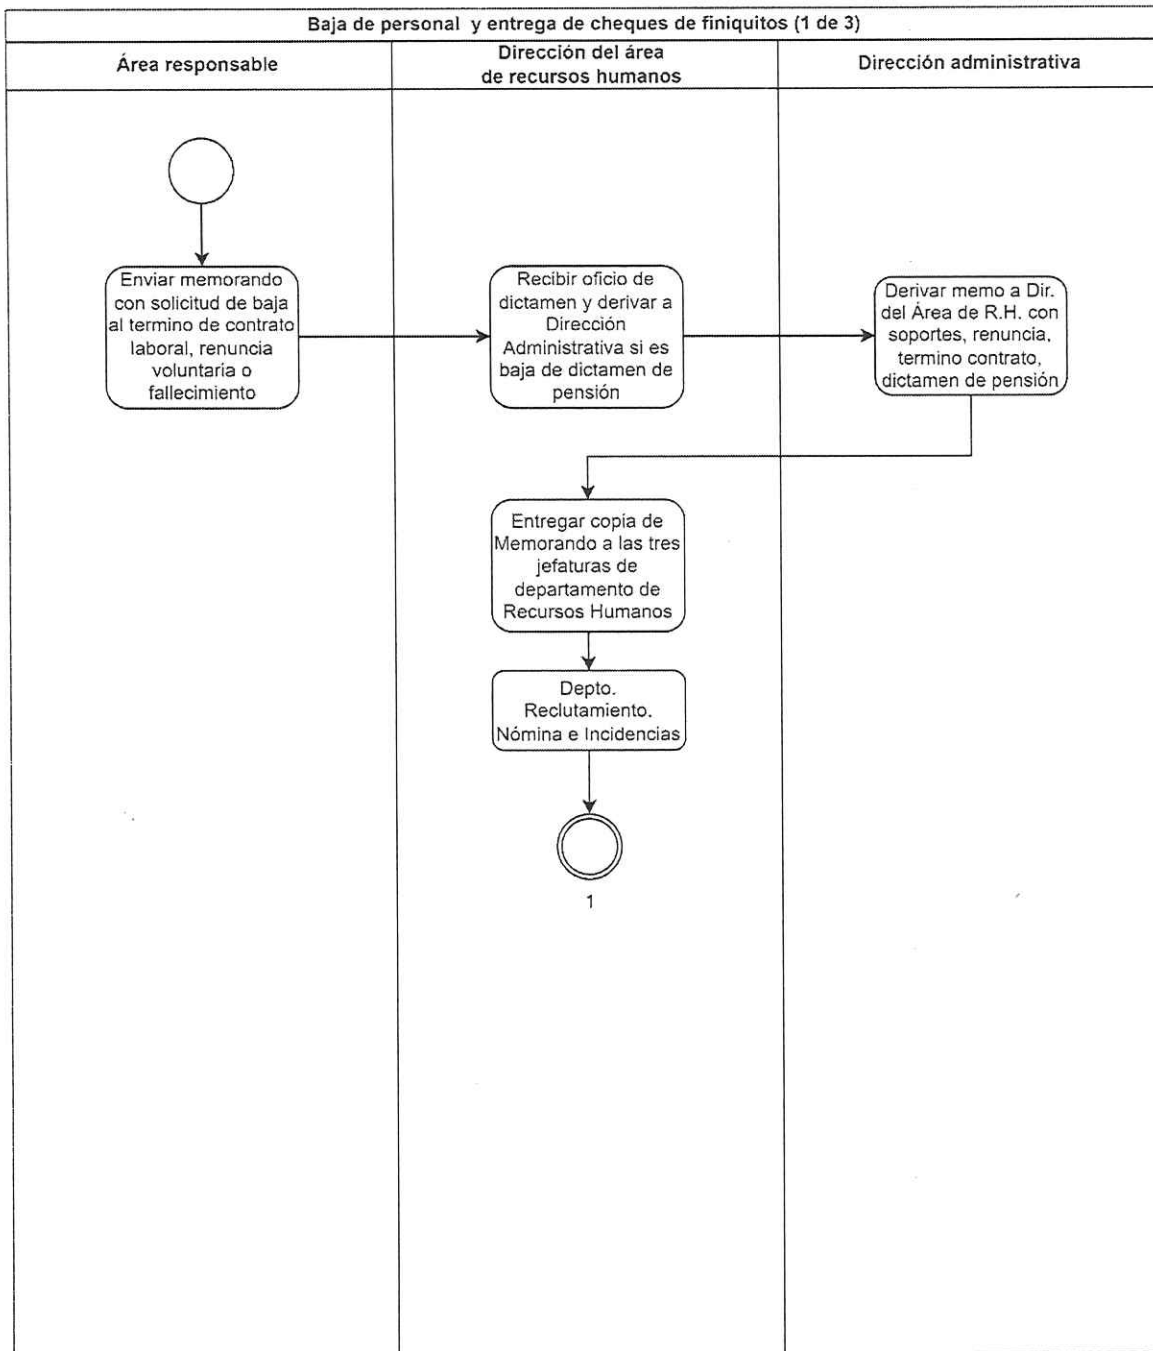 Baja de personal y entrega de cheques de finiquitos (1 de 3)
Área responsable
Dirección del área
de recursos humanos
Dirección administrativa
Enviar memorando
con solicitud de baja
al termino de contrato
laboral, renuncia
voluntaria o
fallecimiento
Recibir oficio de
dictamen y derivar a
Dirección
Administrativa si es
baja de dictamen de
pensión
Derivar memo a Dir.
del Área de R.H. con
soportes, renuncia,
termino contrato,
dictamen de pensión
Entregar copia de
Memorando a las tres
jefaturas de
departamento de
Recursos Humanos
Depto.
Reclutamiento.
Nómina e Incidencias
1